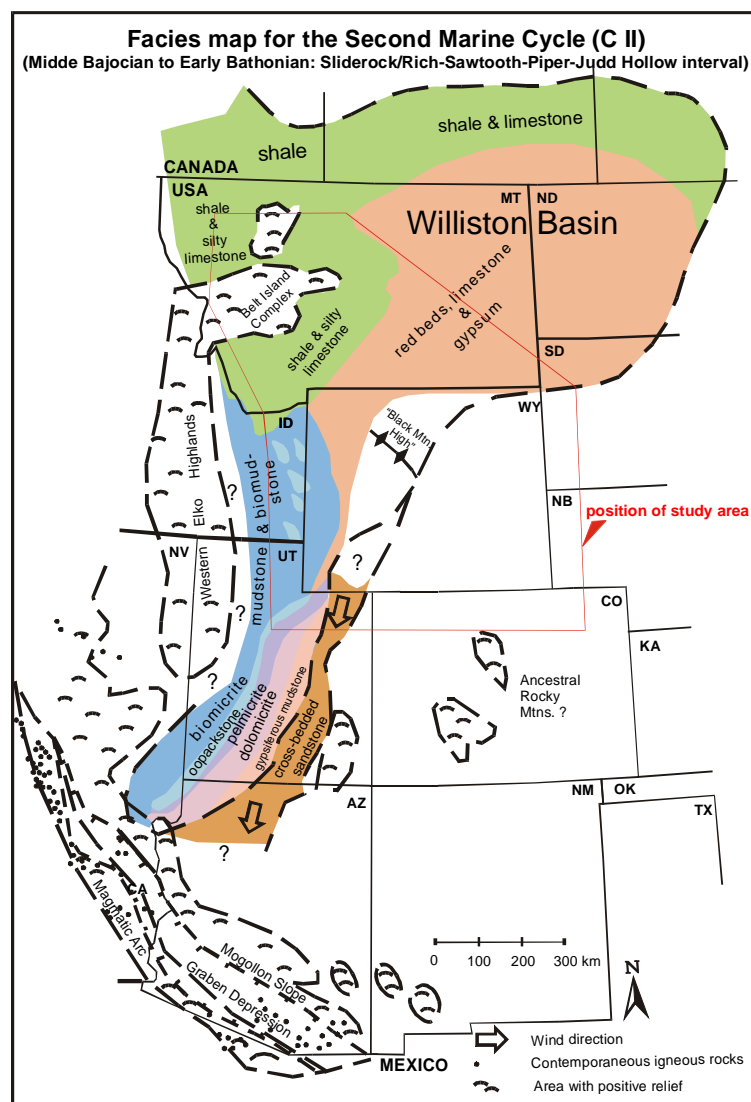 Facies map for the Second Marine Cycle (C II)
(Midde Bajocian to Early Bathonian: Sliderock/Rich-Sawtooth-Piper-Judd Hollow interval)
shale & limestone
shale
CANADA
USA
MT
ND
shale
&
silty
limestone
Williston Basin
Belt Island
Complex
red beds, limestone
&
gypsum
shale & silty
limestone
SD
WY
ID
"Black Mtn.
High"
Western Elko Highlands
?
mudstone & biomud-
stone
NB
position of study area
NV
UT
?
?
CO
KA
?
Ancestral
Rocky
Mtns. ?
biomicrite
oopackstone
pelmicrite
dolomicrite
gypsiferous mudstone
cross-bedded
sandstone
AZ
NM
OK
TX
?
CA
Magmatic Arc
Mogollon Slope
Graben Depression
0 100 200 300 km
N
Wind direction
Contemporaneous igneous rocks
MEXICO
Area with positive relief